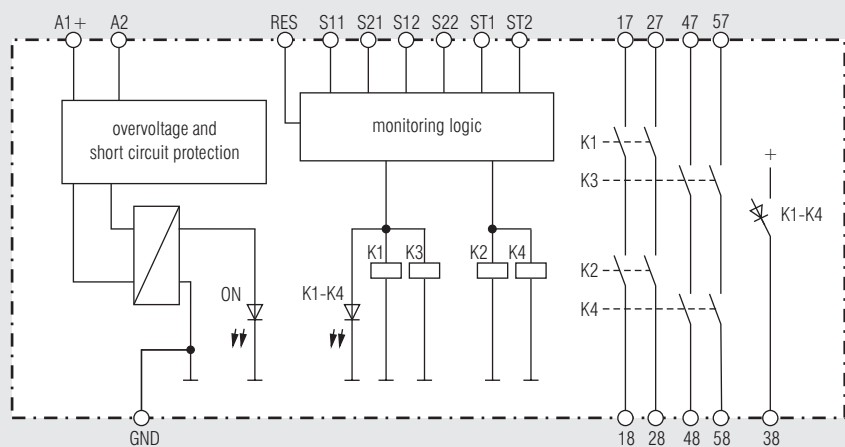 A1+ A2 RES S11 S21 S12 S22 ST1 ST2 17 27 47 57
overvoltage and
short circuit protection
monitoring logic
K1
K3
+
K1-K4
K1 K3 K2 K4
K2
ON K1-K4
K4
GND 18 28 48 58 38